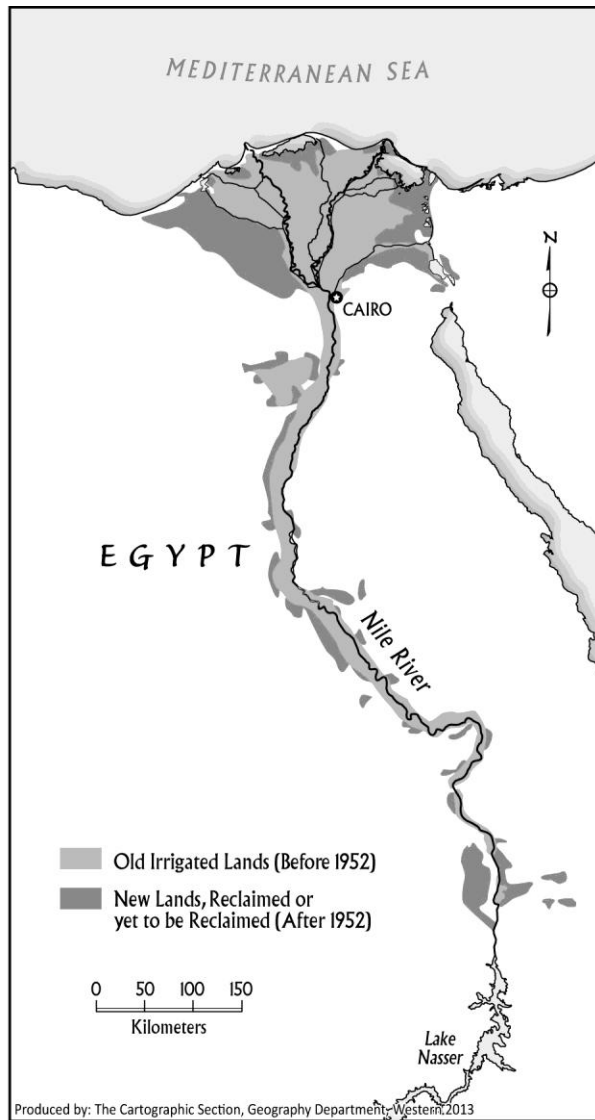 MEDITERRANEAN SEA
N
CAIRO
EGYPT
Nile River
Old Irrigated Lands (Before 1952)
New Lands, Reclaimed or
yet to be Reclaimed (After 1952)
0 50 100 150
Kilometers
Lake
Nasser
Produced by: The Cartographic Section, Geography Department, Western 2013